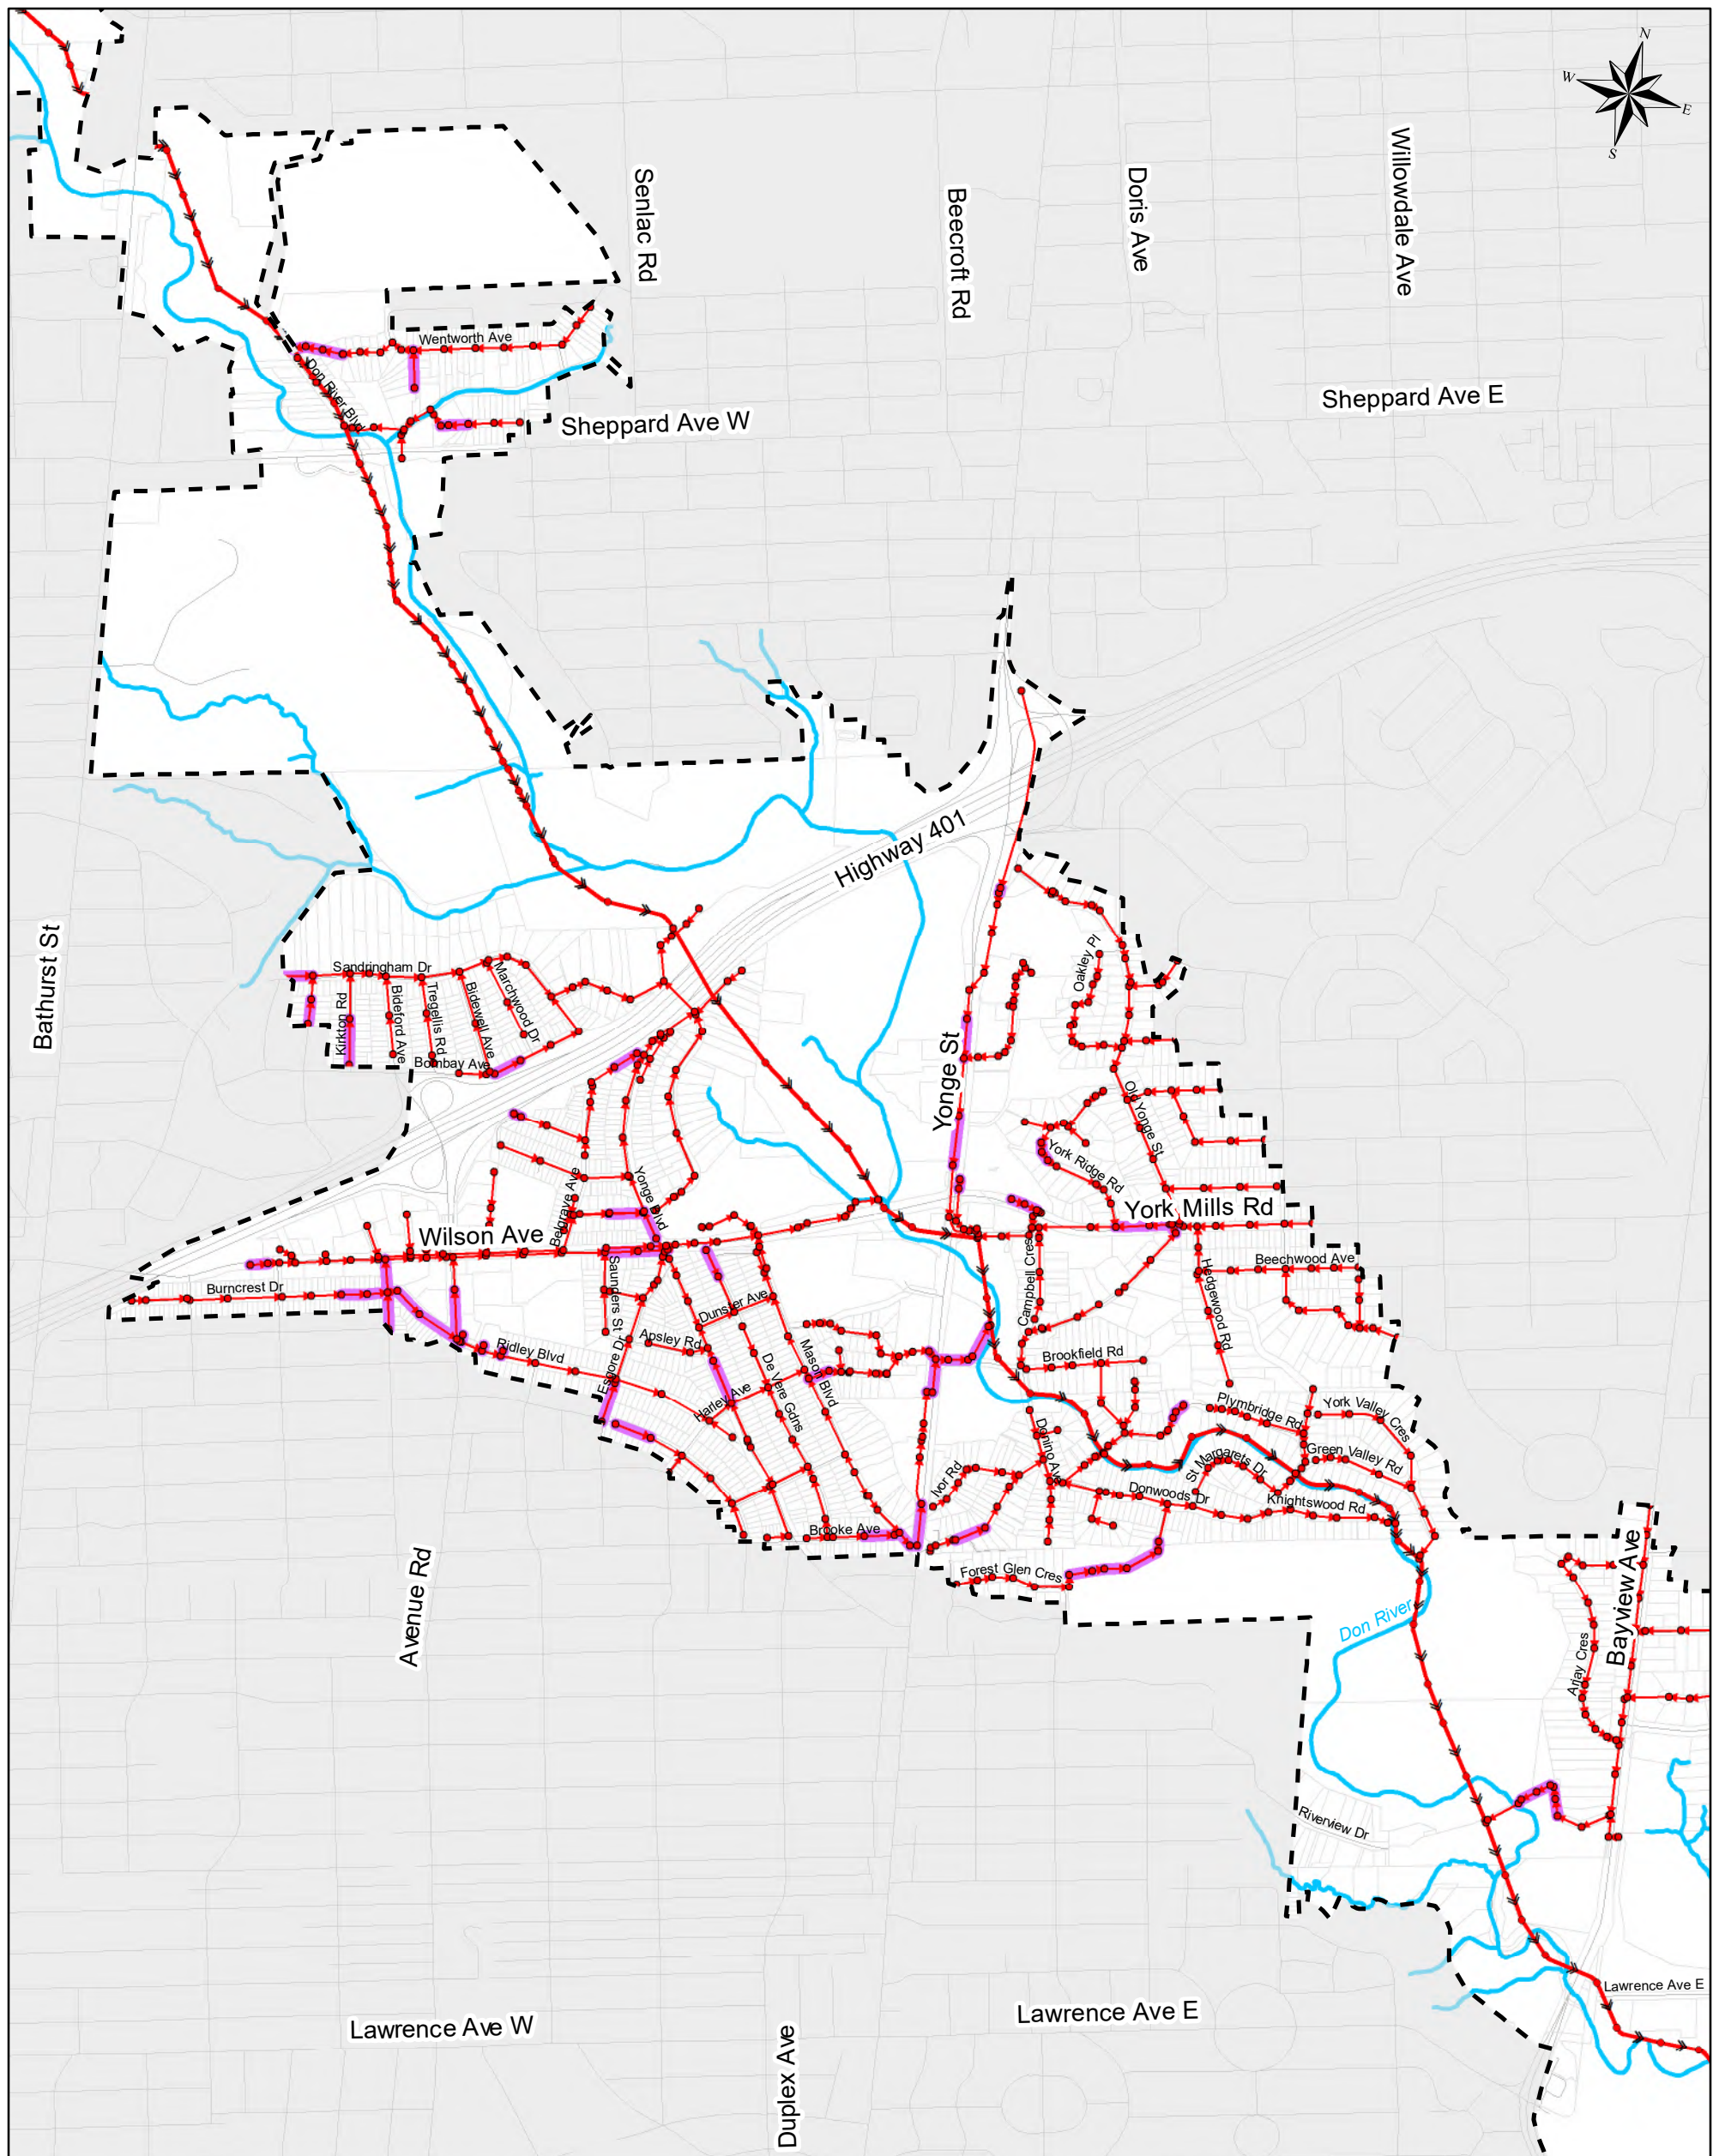 N
W
E
S
Senlac Rd
Beecroft Rd
Doris Ave
Willowdale Ave
Wentworth Ave
Don River Blvd
Sheppard Ave W
Sheppard Ave E
Highway 401
Bathurst St
Sandringham Dr
Kirkton Rd
Bideford Ave
Tregellis Rd
Bidewell Ave
Marchwood Dr
Bombay Ave
Oakley Pl
Yonge St
Old Yonge St
York Ridge Rd
York Mills Rd
Belgrave Ave
Yonge Blvd
Wilson Ave
Burncrest Dr
Saunders St
Campbell Cres
Hedgewood Rd
Beechwood Ave
Dunster Ave
Apsley Rd
Ridley Blvd
Esgore Dr
De Vere Gdns
Mason Blvd
Harley Ave
Brookfield Rd
Plymbridge Rd
York Valley Cres
Green Valley Rd
Donino Ave
St Margarets Dr
Ivor Rd
Donwoods Dr
Knightswood Rd
Brooke Ave
Forest Glen Cres
Avenue Rd
Don River
Bayview Ave
Arjay Cres
Riverview Dr
Lawrence Ave E
Lawrence Ave W
Lawrence Ave E
Duplex Ave